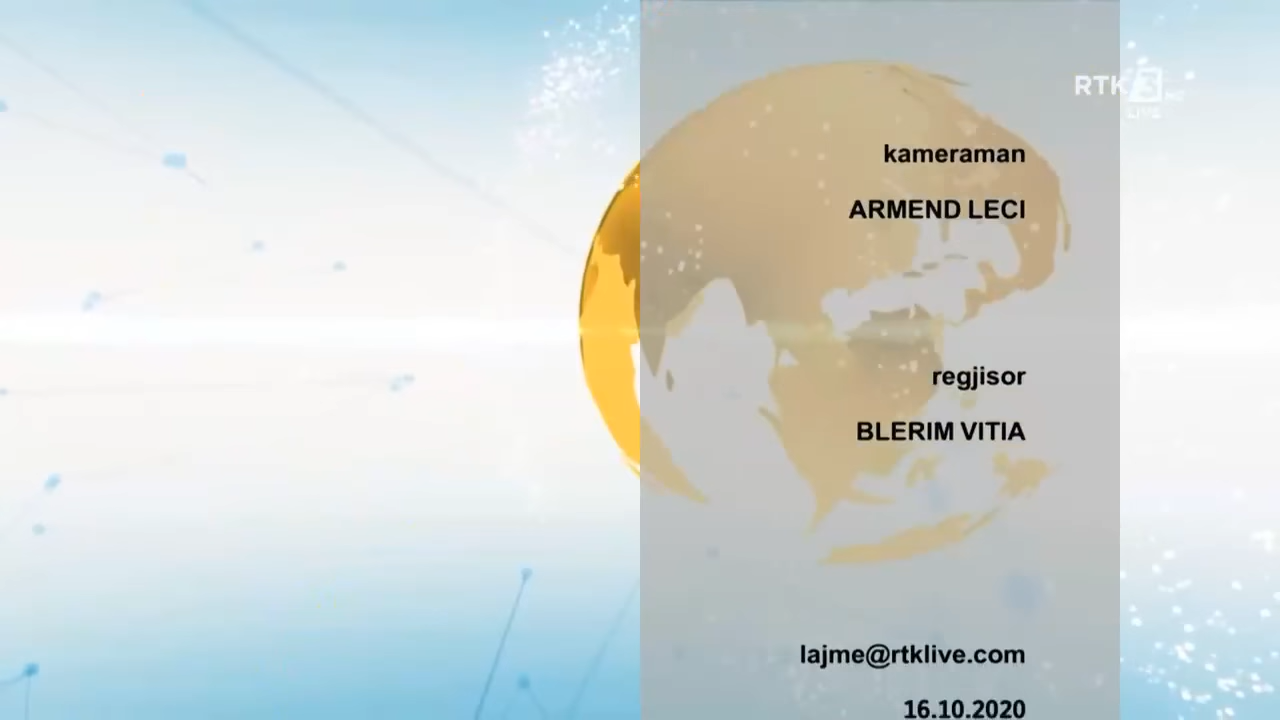 RTK 3
LIVE
kameraman
ARMEND LECI
regjisor
BLERIM VITIA
lajme@rtklive.com
16.10.2020